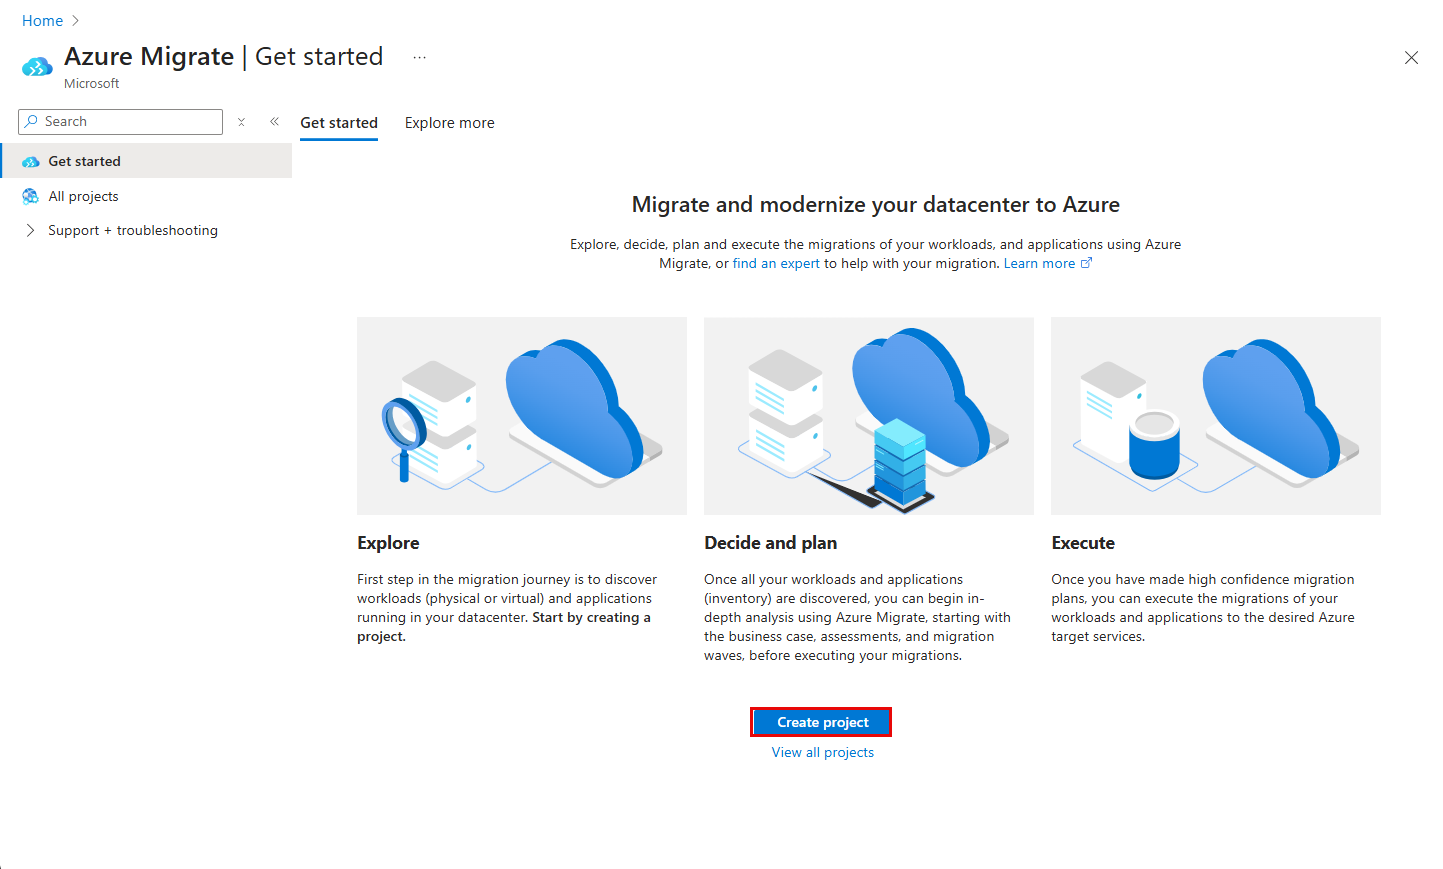 Home
Azure Migrate | Get started ...
Microsoft
Search
Get started
Explore more
Get started
All projects
Support + troubleshooting
Migrate and modernize your datacenter to Azure
Explore, decide, plan and execute the migrations of your workloads, and applications using Azure
Migrate, or find an expert to help with your migration. Learn more
Explore
First step in the migration journey is to discover
workloads (physical or virtual) and applications
running in your datacenter. Start by creating a
project.
Decide and plan
Once all your workloads and applications
(inventory) are discovered, you can begin in-
depth analysis using Azure Migrate, starting with
the business case, assessments, and migration
waves, before executing your migrations.
Execute
Once you have made high confidence migration
plans, you can execute the migrations of your
workloads and applications to the desired Azure
target services.
Create project
View all projects